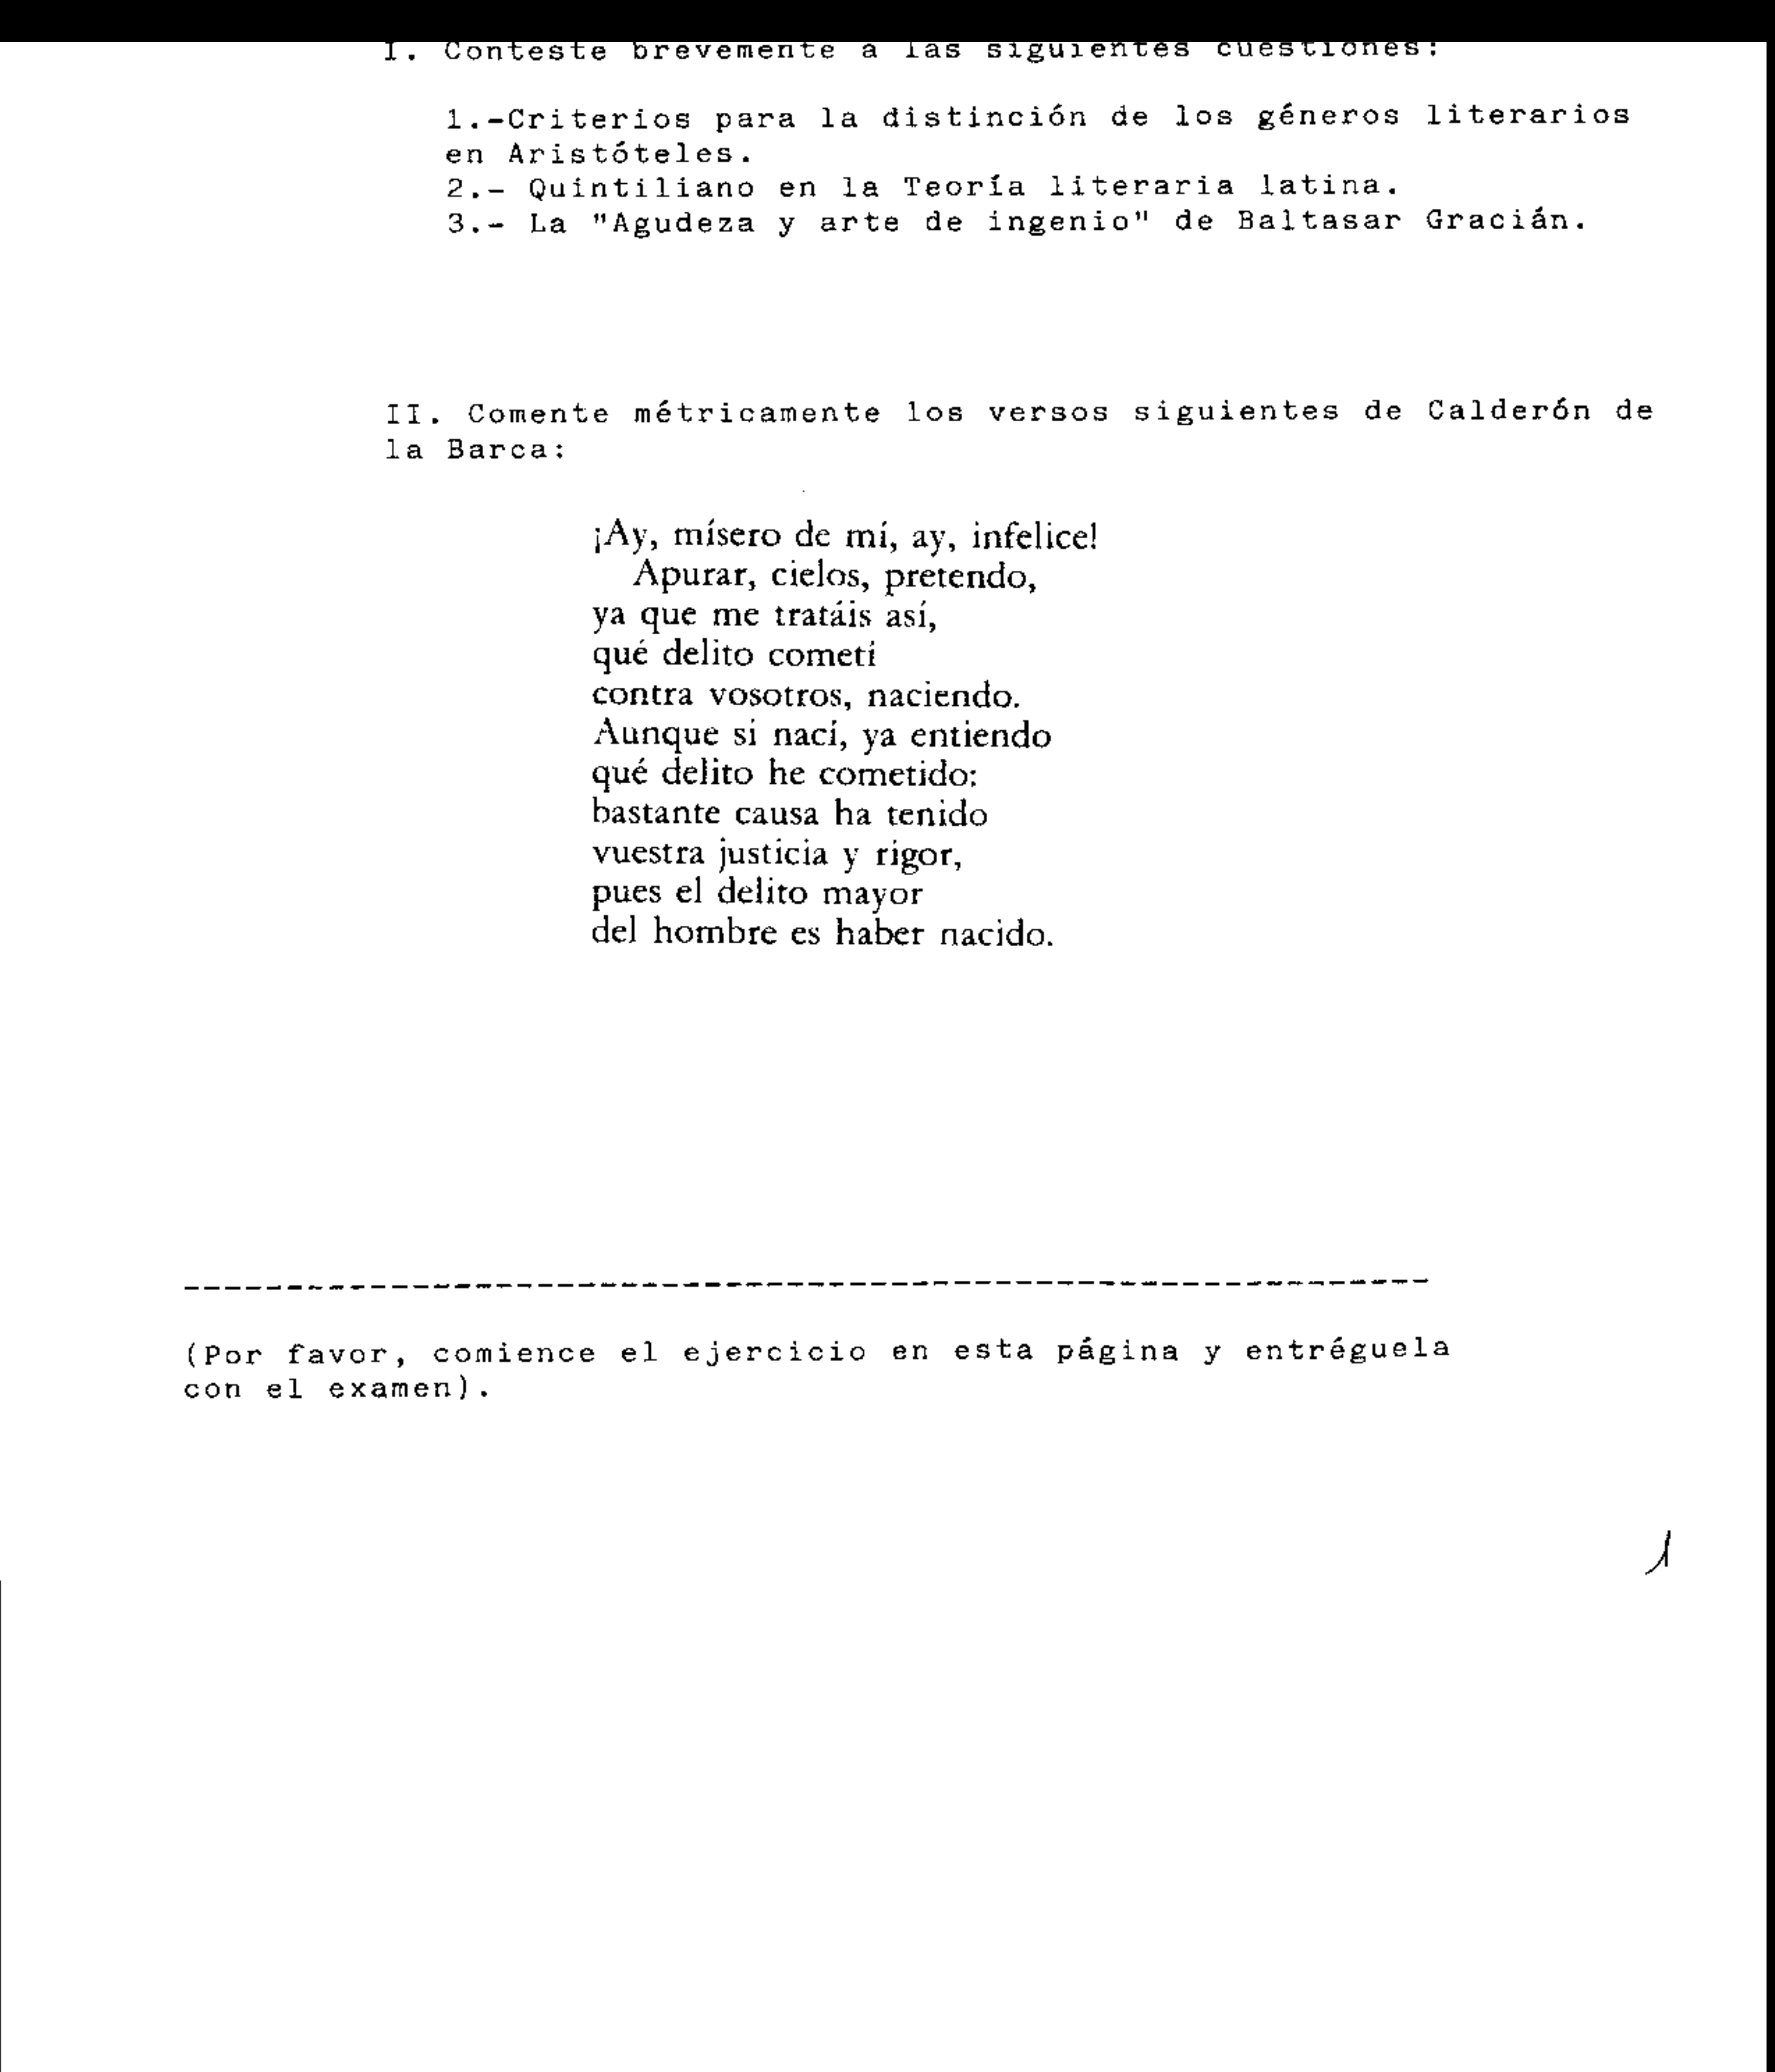 I. Conteste brevemente a las siguientes cuestiones:
1.-Criterios para la distinción de los géneros literarios
en Aristóteles.
2.- Quintiliano en la Teoría literaria latina.
3.- La "Agudeza y arte de ingenio" de Baltasar Gracián.
II. Comente métricamente los versos siguientes de Calderón de
la Barca:
¡Ay, mísero de mí, ay, infelice!
Apurar, cielos, pretendo,
ya que me tratáis así,
qué delito cometí
contra vosotros, naciendo.
Aunque si nací, ya entiendo
qué delito he cometido:
bastante causa ha tenido
vuestra justicia y rigor,
pues el delito mayor
del hombre es haber nacido.
(Por favor, comience el ejercicio en esta página y entréguela
con el examen).
1